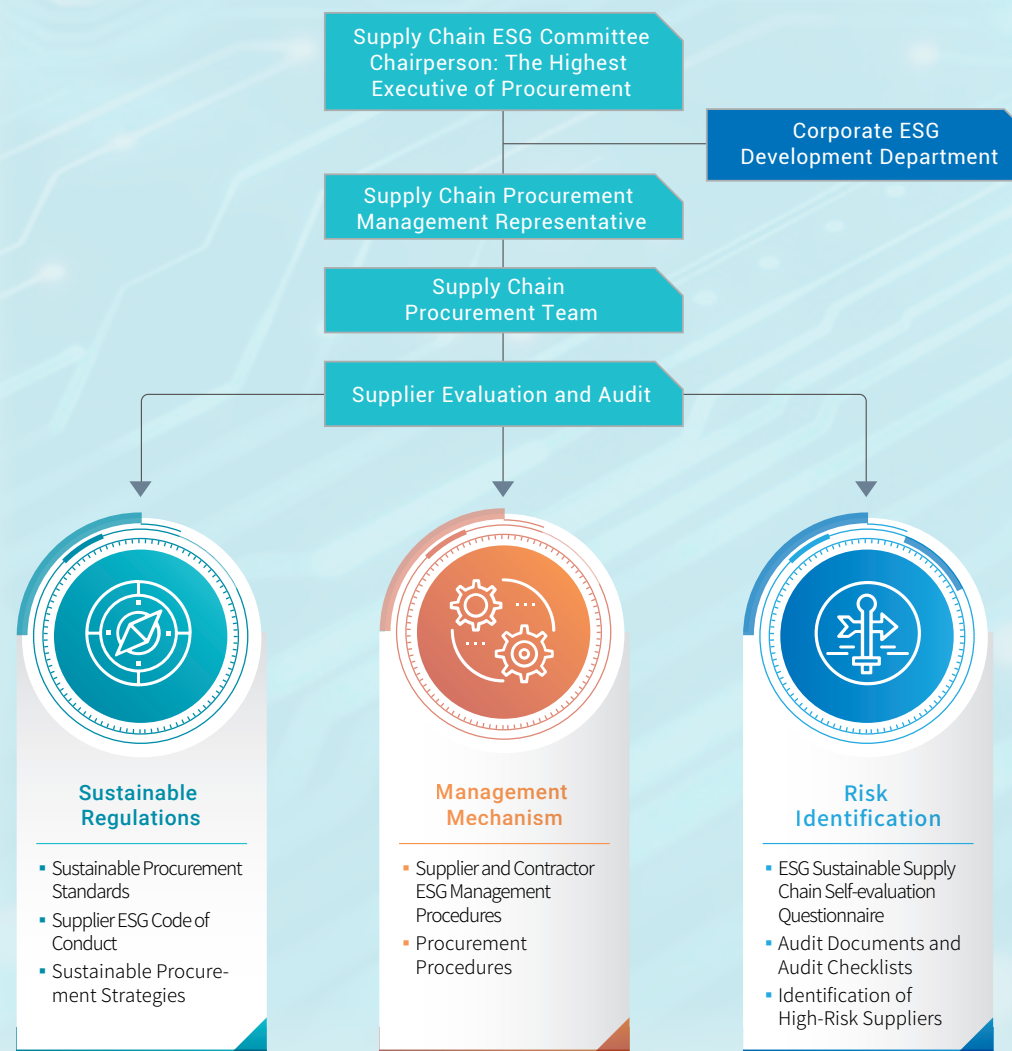 Supply Chain ESG Committee
Chairperson: The Highest
Executive of Procurement
Corporate ESG
Development Department
Supply Chain Procurement
Management Representative
Supply Chain
Procurement Team
Supplier Evaluation and Audit
Sustainable
Regulations
▪ Sustainable Procurement
Standards
▪ Supplier ESG Code of
Conduct
▪ Sustainable Procure-
ment Strategies
Management
Mechanism
▪ Supplier and Contractor
ESG Management
Procedures
▪ Procurement
Procedures
Risk
Identification
▪ ESG Sustainable Supply
Chain Self-evaluation
Questionnaire
▪ Audit Documents and
Audit Checklists
▪ Identification of
High-Risk Suppliers